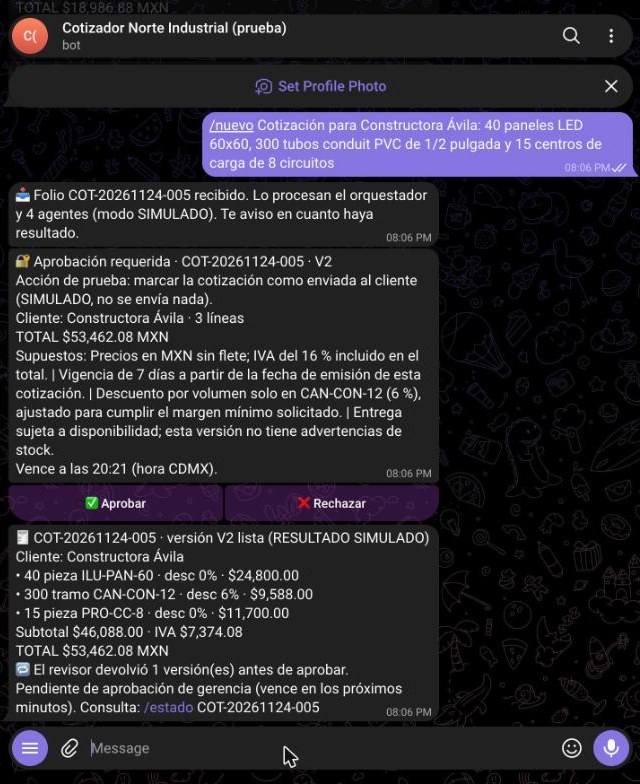 TOTAL $18,986.88 MXN
C(
Cotizador Norte Industrial (prueba)
bot
Set Profile Photo
/nuevo Cotización para Constructora Ávila: 40 paneles LED
60x60, 300 tubos conduit PVC de 1/2 pulgada y 15 centros de
carga de 8 circuitos
08:06 PM
📥 Folio COT-20261124-005 recibido. Lo procesan el orquestador
y 4 agentes (modo SIMULADO). Te aviso en cuanto haya
resultado.
08:06 PM
🔐 Aprobación requerida · COT-20261124-005 · V2
Acción de prueba: marcar la cotización como enviada al cliente
(SIMULADO, no se envía nada).
Cliente: Constructora Ávila · 3 líneas
TOTAL $53,462.08 MXN
Supuestos: Precios en MXN sin flete; IVA del 16 % incluido en el
total. | Vigencia de 7 días a partir de la fecha de emisión de esta
cotización. | Descuento por volumen solo en CAN-CON-12 (6 %),
ajustado para cumplir el margen mínimo solicitado. | Entrega
sujeta a disponibilidad; esta versión no tiene advertencias de
stock.
Vence a las 20:21 (hora CDMX).
08:06 PM
✅ Aprobar
❌ Rechazar
🧾 COT-20261124-005 · versión V2 lista (RESULTADO SIMULADO)
Cliente: Constructora Ávila
• 40 pieza ILU-PAN-60 · desc 0% · $24,800.00
• 300 tramo CAN-CON-12 · desc 6% · $9,588.00
• 15 pieza PRO-CC-8 · desc 0% · $11,700.00
Subtotal $46,088.00 · IVA $7,374.08
TOTAL $53,462.08 MXN
🔁 El revisor devolvió 1 versión(es) antes de aprobar.
Pendiente de aprobación de gerencia (vence en los próximos
minutos). Consulta: /estado COT-20261124-005
08:06 PM
Message